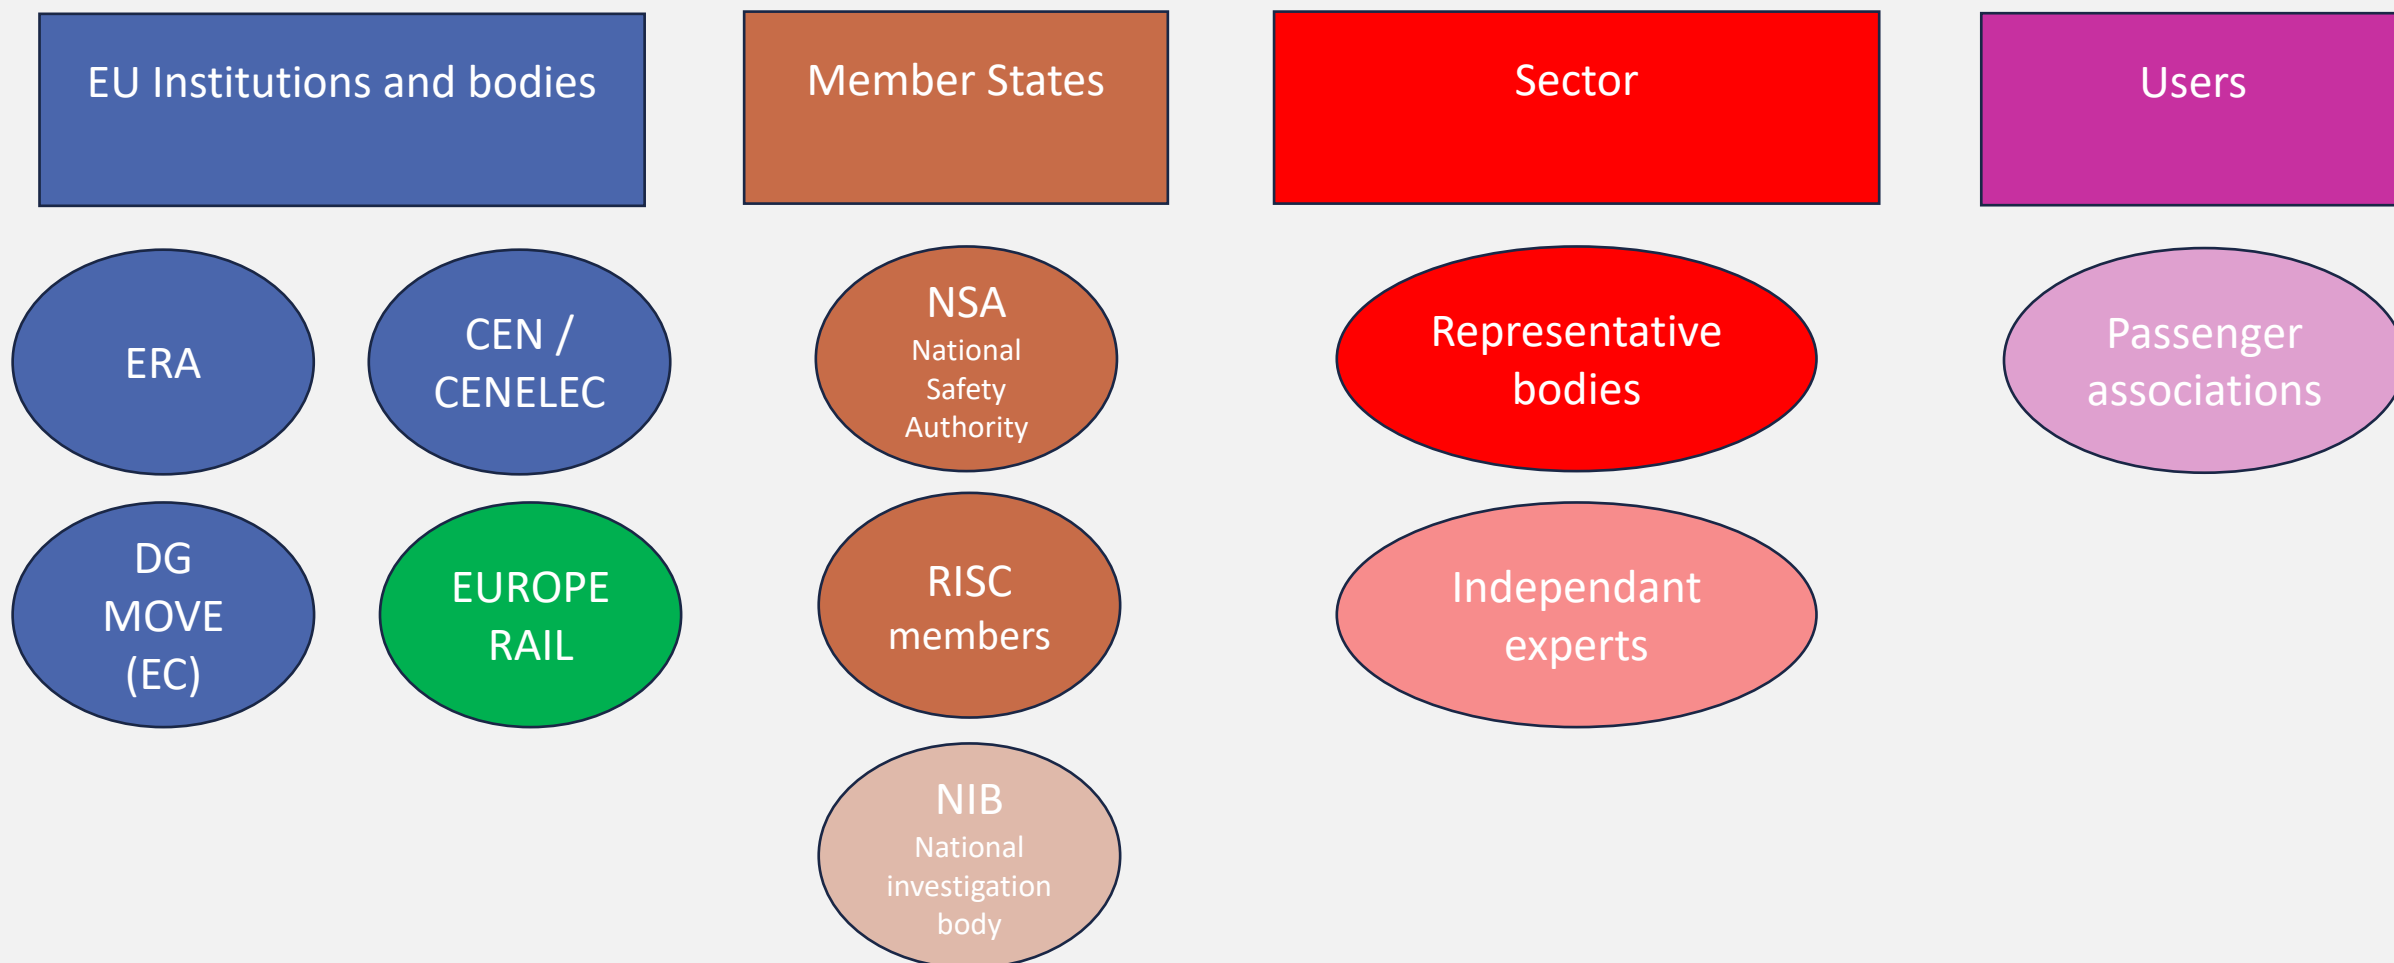 EU Institutions and bodies
Member States
Sector
Users
ERA
CEN /
CENELEC
NSA
National
Safety
Authority
Representative
bodies
Passenger
associations
DG
MOVE
(EC)
EUROPE
RAIL
RISC
members
Independant
experts
NIB
National
investigation
body